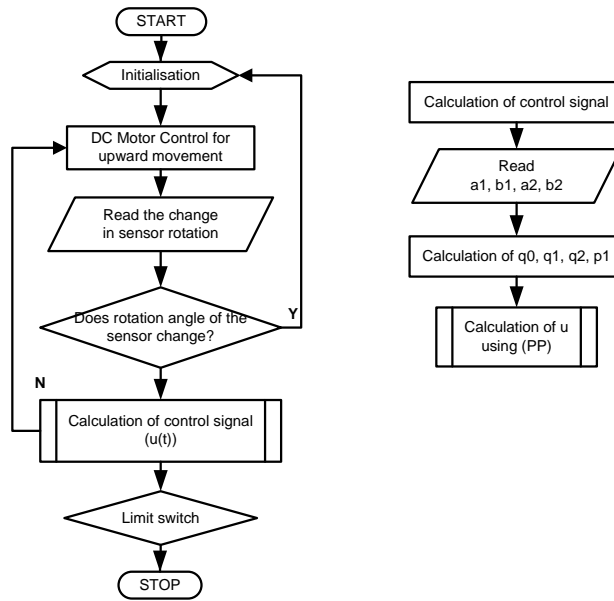 START
Initialisation
DC Motor Control for
upward movement
Read the change
in sensor rotation
Does rotation angle of the
sensor change?
Y
N
Calculation of control signal
(u(t))
Limit switch
STOP
Calculation of control signal
Read
a1, b1, a2, b2
Calculation of q0, q1, q2, p1
Calculation of u
using (PP)